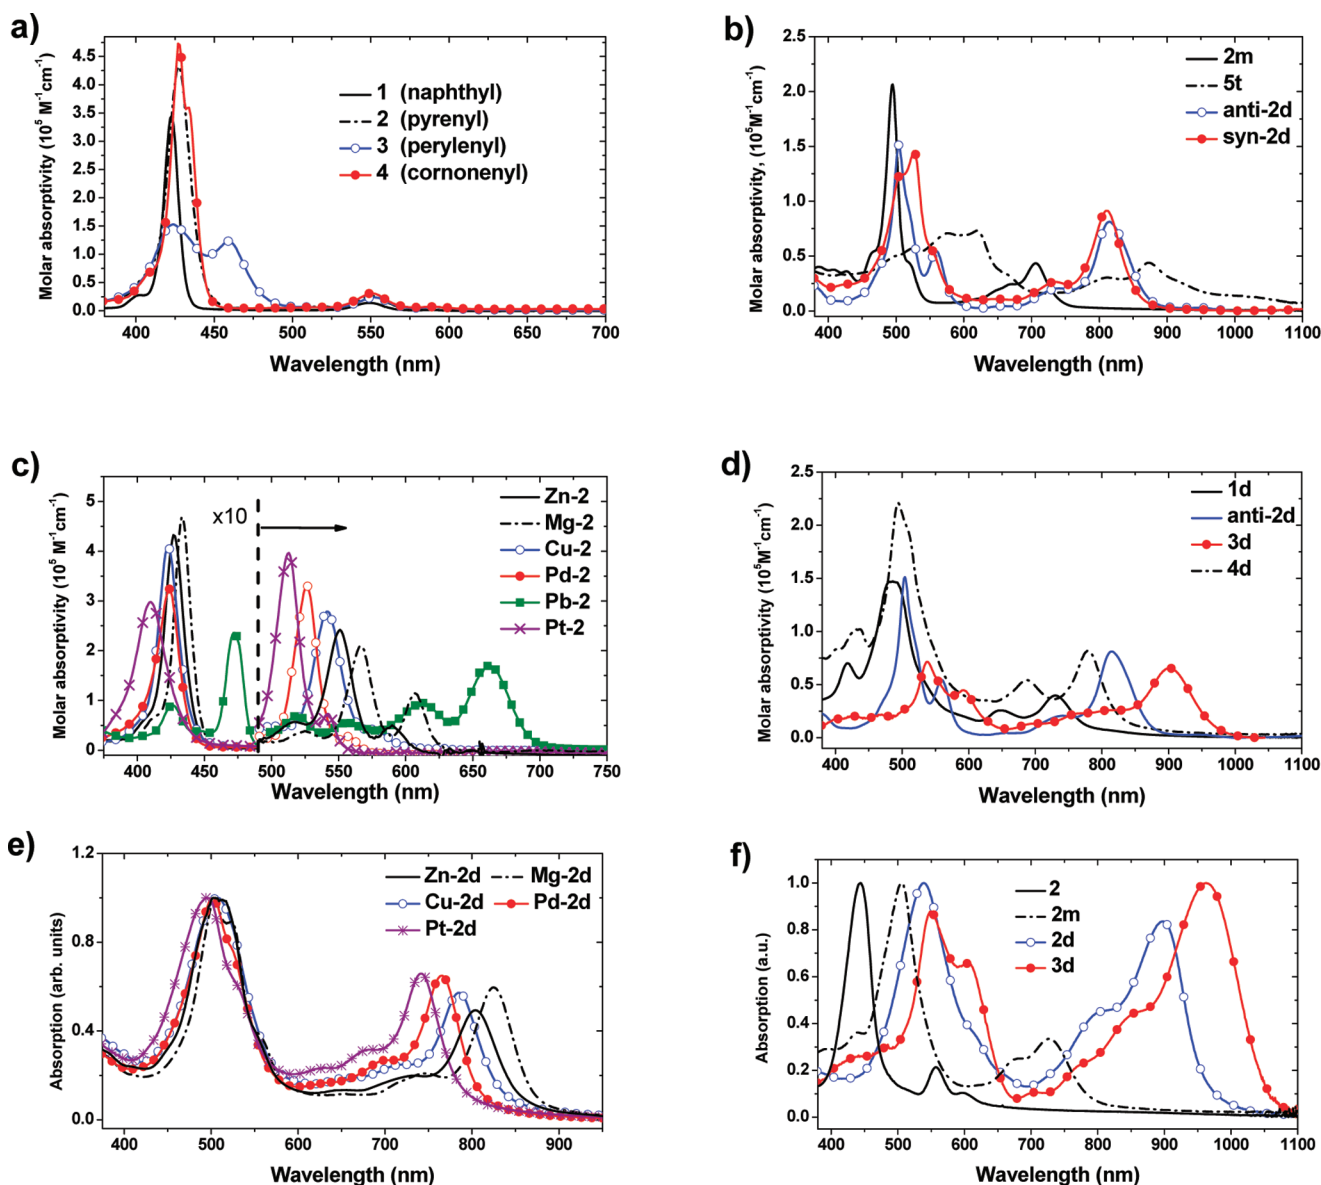 a)
4.5
4.0
3.5
3.0
2.5
2.0
1.5
1.0
0.5
0.0
Molar absorptivity (10⁵ M⁻¹ cm⁻¹)
1 (naphthyl)
2 (pyrenyl)
3 (perylenyl)
4 (cornonenyl)
400 450 500 550 600 650 700
Wavelength (nm)
b)
2.5
2.0
1.5
1.0
0.5
0.0
Molar absorptivity, (10⁵M⁻¹cm⁻¹)
2m
5t
anti-2d
syn-2d
400 500 600 700 800 900 1000 1100
Wavelength (nm)
c)
5
4
3
2
1
0
Molar absorptivity (10⁵ M⁻¹ cm⁻¹)
x10
Zn-2
Mg-2
Cu-2
Pd-2
Pb-2
Pt-2
400 450 500 550 600 650 700 750
Wavelength (nm)
d)
2.5
2.0
1.5
1.0
0.5
0.0
Molar absorptivity (10⁵M⁻¹cm⁻¹)
1d
anti-2d
3d
4d
400 500 600 700 800 900 1000 1100
Wavelength (nm)
e)
1.2
0.8
0.4
0.0
Absorption (arb. units)
Zn-2d Mg-2d
Cu-2d Pd-2d
Pt-2d
400 500 600 700 800 900
Wavelength (nm)
f)
1.0
0.8
0.6
0.4
0.2
0.0
Absorption (a.u.)
2
2m
2d
3d
400 500 600 700 800 900 1000 1100
Wavelength (nm)